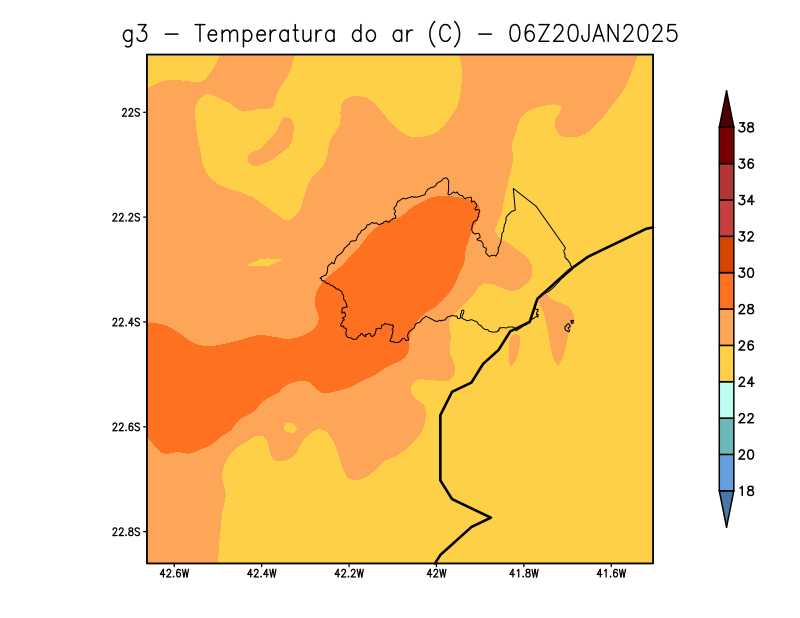 g3 − Temperatura do ar (C) − 06Z20JAN2025
22S
22.2S
22.4S
22.6S
22.8S
42.6W
42.4W
42.2W
42W
41.8W
41.6W
38
36
34
32
30
28
26
24
22
20
18